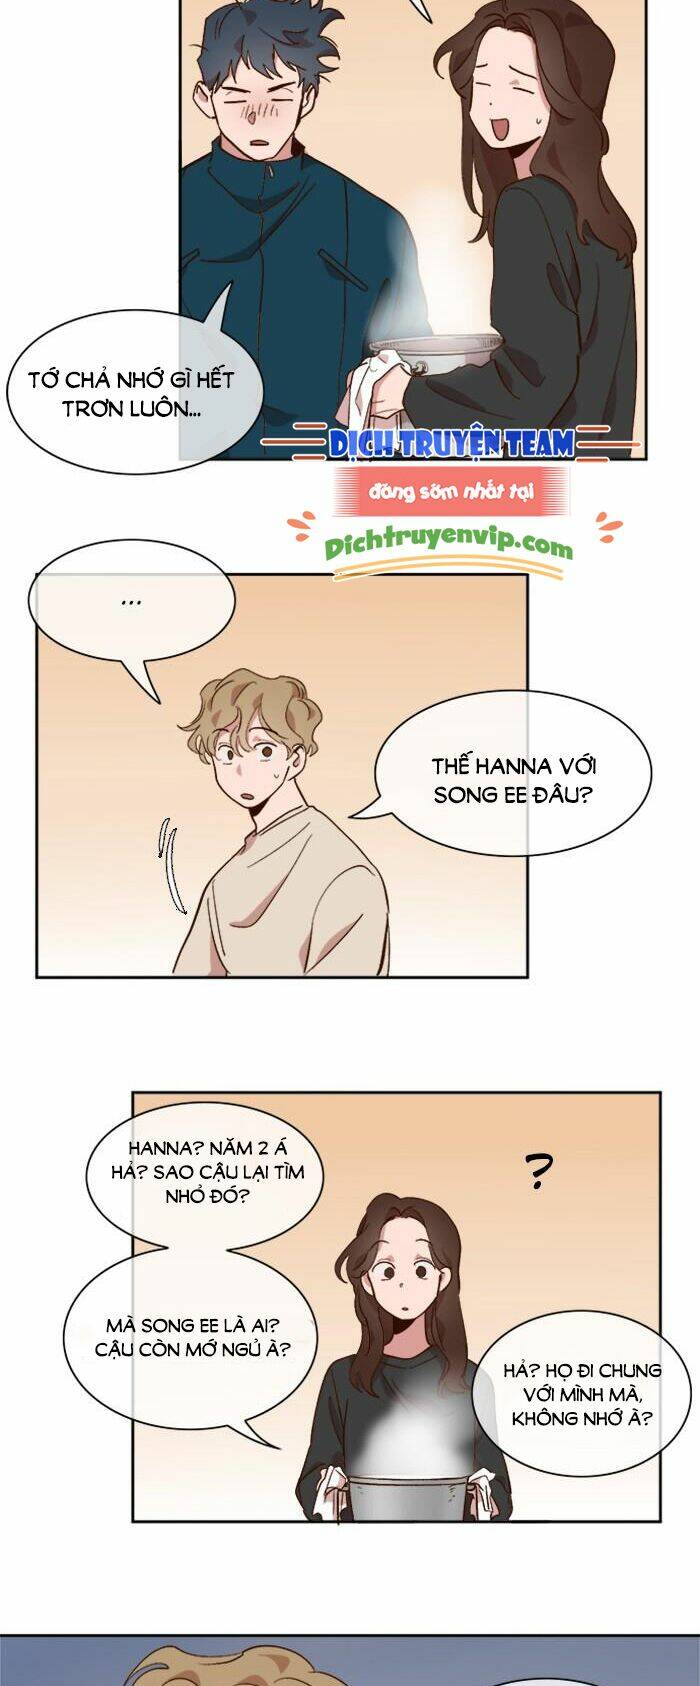 TỚ CHẢ NHỚ GÌ HẾT
TRƠN LUÔN...
DỊCH TRUYỆN TEAM
đăng sớm nhất tại
Dichtruyenvip.com
...
THẾ HANNA VỚI
SONG EE ĐÂU?
HANNA? NĂM 2 Á
HẢ? SAO CẬU LẠI TÌM
NHỎ ĐÓ?
?
MÀ SONG EE LÀ AI?
CẬU CÒN MỚ NGỦ À?
HẢ? HỌ ĐI CHUNG
VỚI MÌNH MÀ,
KHÔNG NHỚ À?